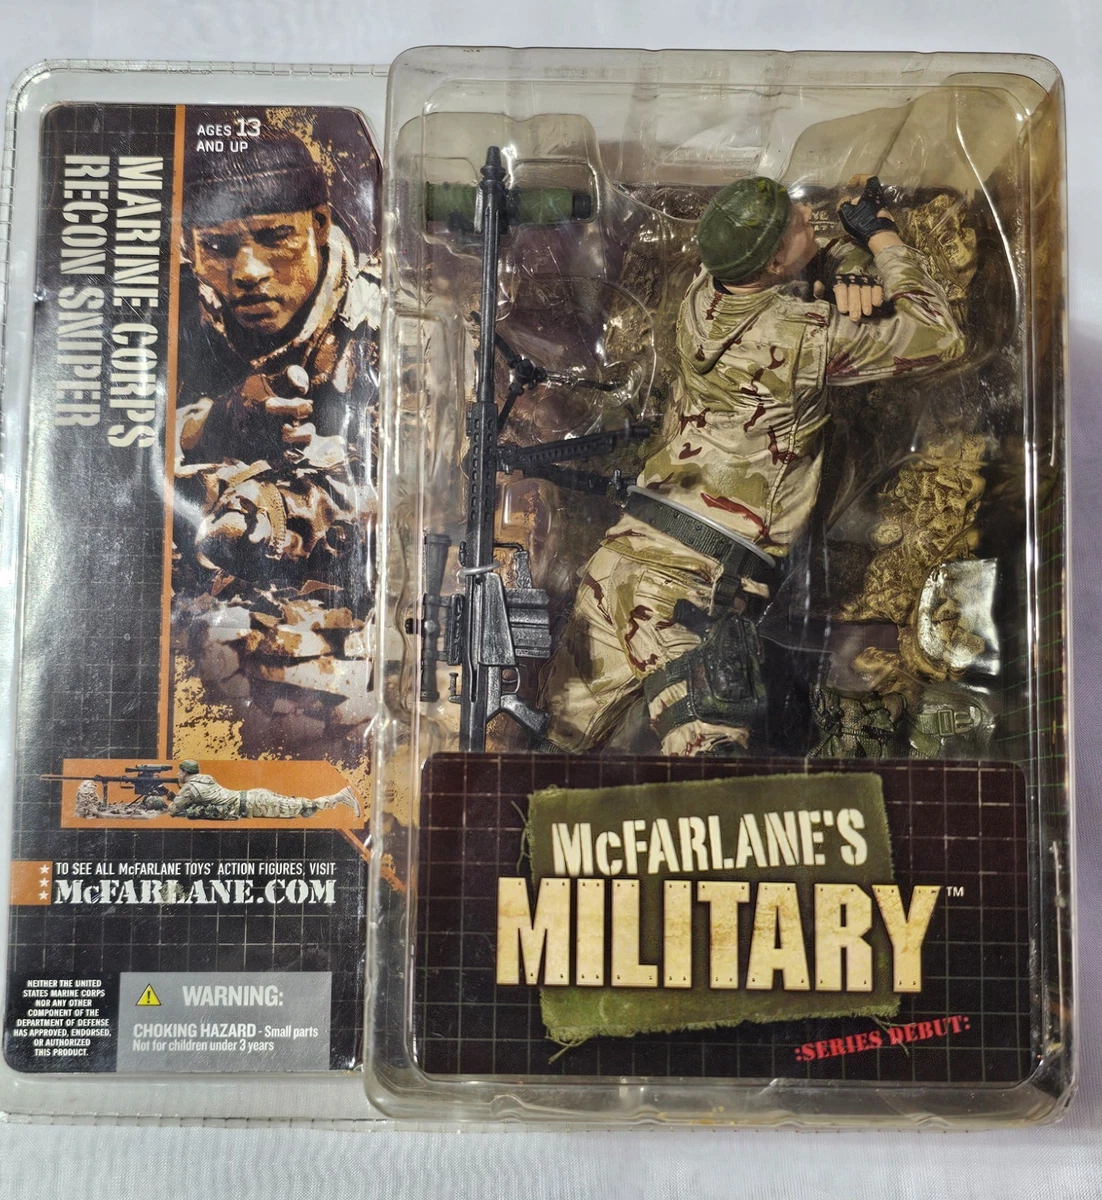 AGES 13
AND UP
MARINE CORPS
RECON SNIPER
★ TO SEE ALL McFARLANE TOYS' ACTION FIGURES, VISIT
McFARLANE.COM
NEITHER THE UNITED
STATES MARINE CORPS
NOR ANY OTHER
COMPONENT OF THE
DEPARTMENT OF DEFENSE
HAS APPROVED, ENDORSED,
OR AUTHORIZED
THIS PRODUCT.
WARNING:
CHOKING HAZARD - Small parts
Not for children under 3 years
McFARLANE'S
MILITARY™
:SERIES DEBUT: